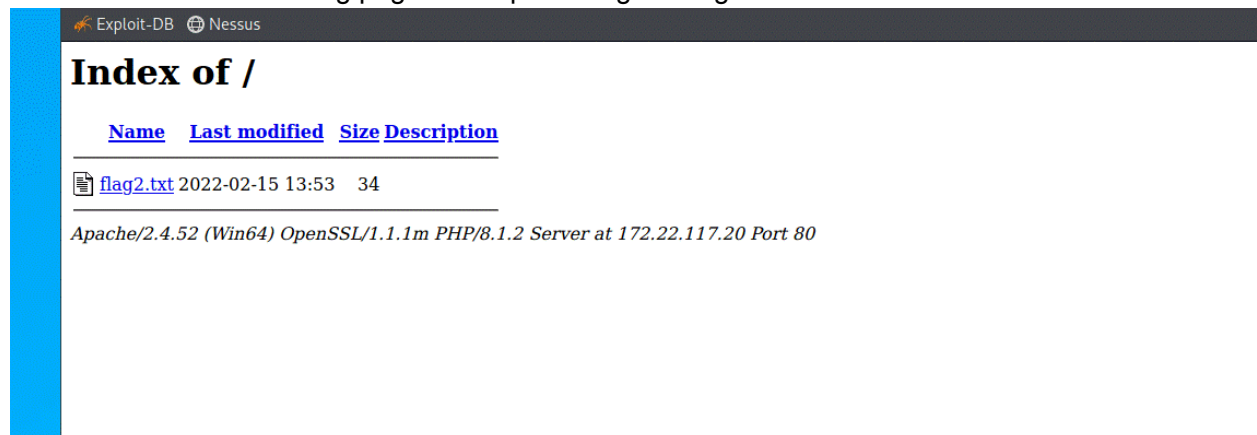 Exploit-DB Nessus
Index of /
Name Last modified Size Description
flag2.txt 2022-02-15 13:53 34
Apache/2.4.52 (Win64) OpenSSL/1.1.1m PHP/8.1.2 Server at 172.22.117.20 Port 80